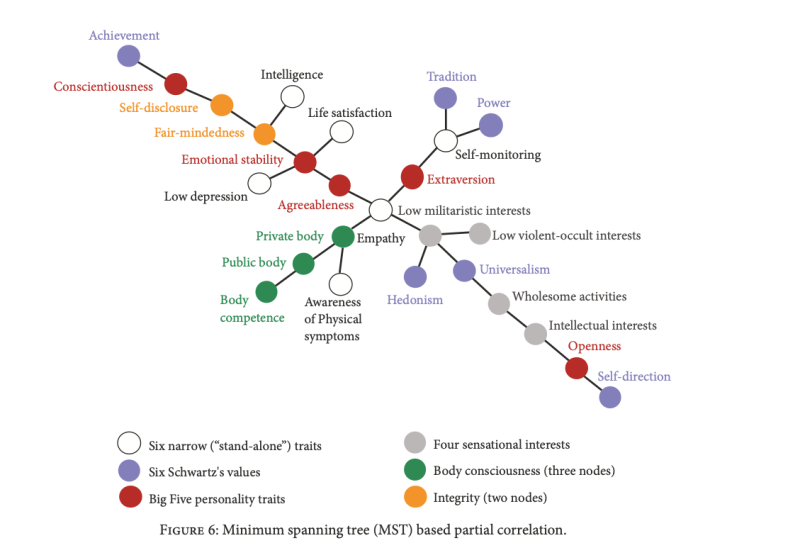 Achievement
Conscientiousness
Self-disclosure
Fair-mindedness
Intelligence
Life satisfaction
Emotional stability
Low depression
Agreeableness
Tradition
Power
Self-monitoring
Extraversion
Low militaristic interests
Private body
Empathy
Low violent-occult interests
Public body
Universalism
Body
competence
Awareness
of Physical
symptoms
Hedonism
Wholesome activities
Intellectual interests
Openness
Self-direction
Six narrow (“stand-alone”) traits
Six Schwartz's values
Big Five personality traits
Four sensational interests
Body consciousness (three nodes)
Integrity (two nodes)
Figure 6: Minimum spanning tree (MST) based partial correlation.